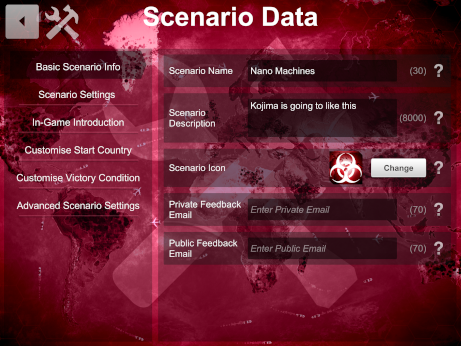 Scenario Data
Basic Scenario Info
Scenario Settings
In-Game Introduction
Customise Start Country
Customise Victory Condition
Advanced Scenario Settings
Scenario Name
Nano Machines
(30)
?
Scenario
Description
Kojima is going to like this
(8000)
?
Scenario Icon
Change
?
Private Feedback
Email
Enter Private Email
(70)
?
Public Feedback
Email
Enter Public Email
(70)
?